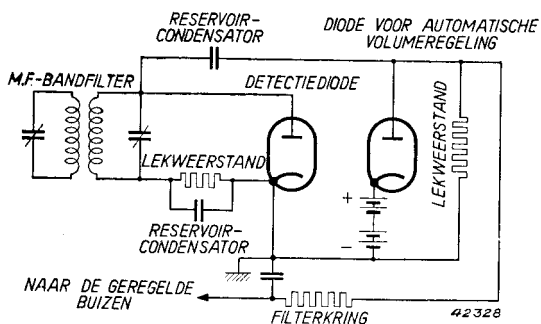 RESERVOIR-
CONDENSATOR
DIODE VOOR AUTOMATISCHE
VOLUMEREGELING
M.F.-BANDFILTER
DETECTIEDIODE
LEKWEERSTAND
LEKWEERSTAND
RESERVOIR-
CONDENSATOR
+
-
NAAR DE GEREGELDE
BUIZEN
FILTERKRING
42328